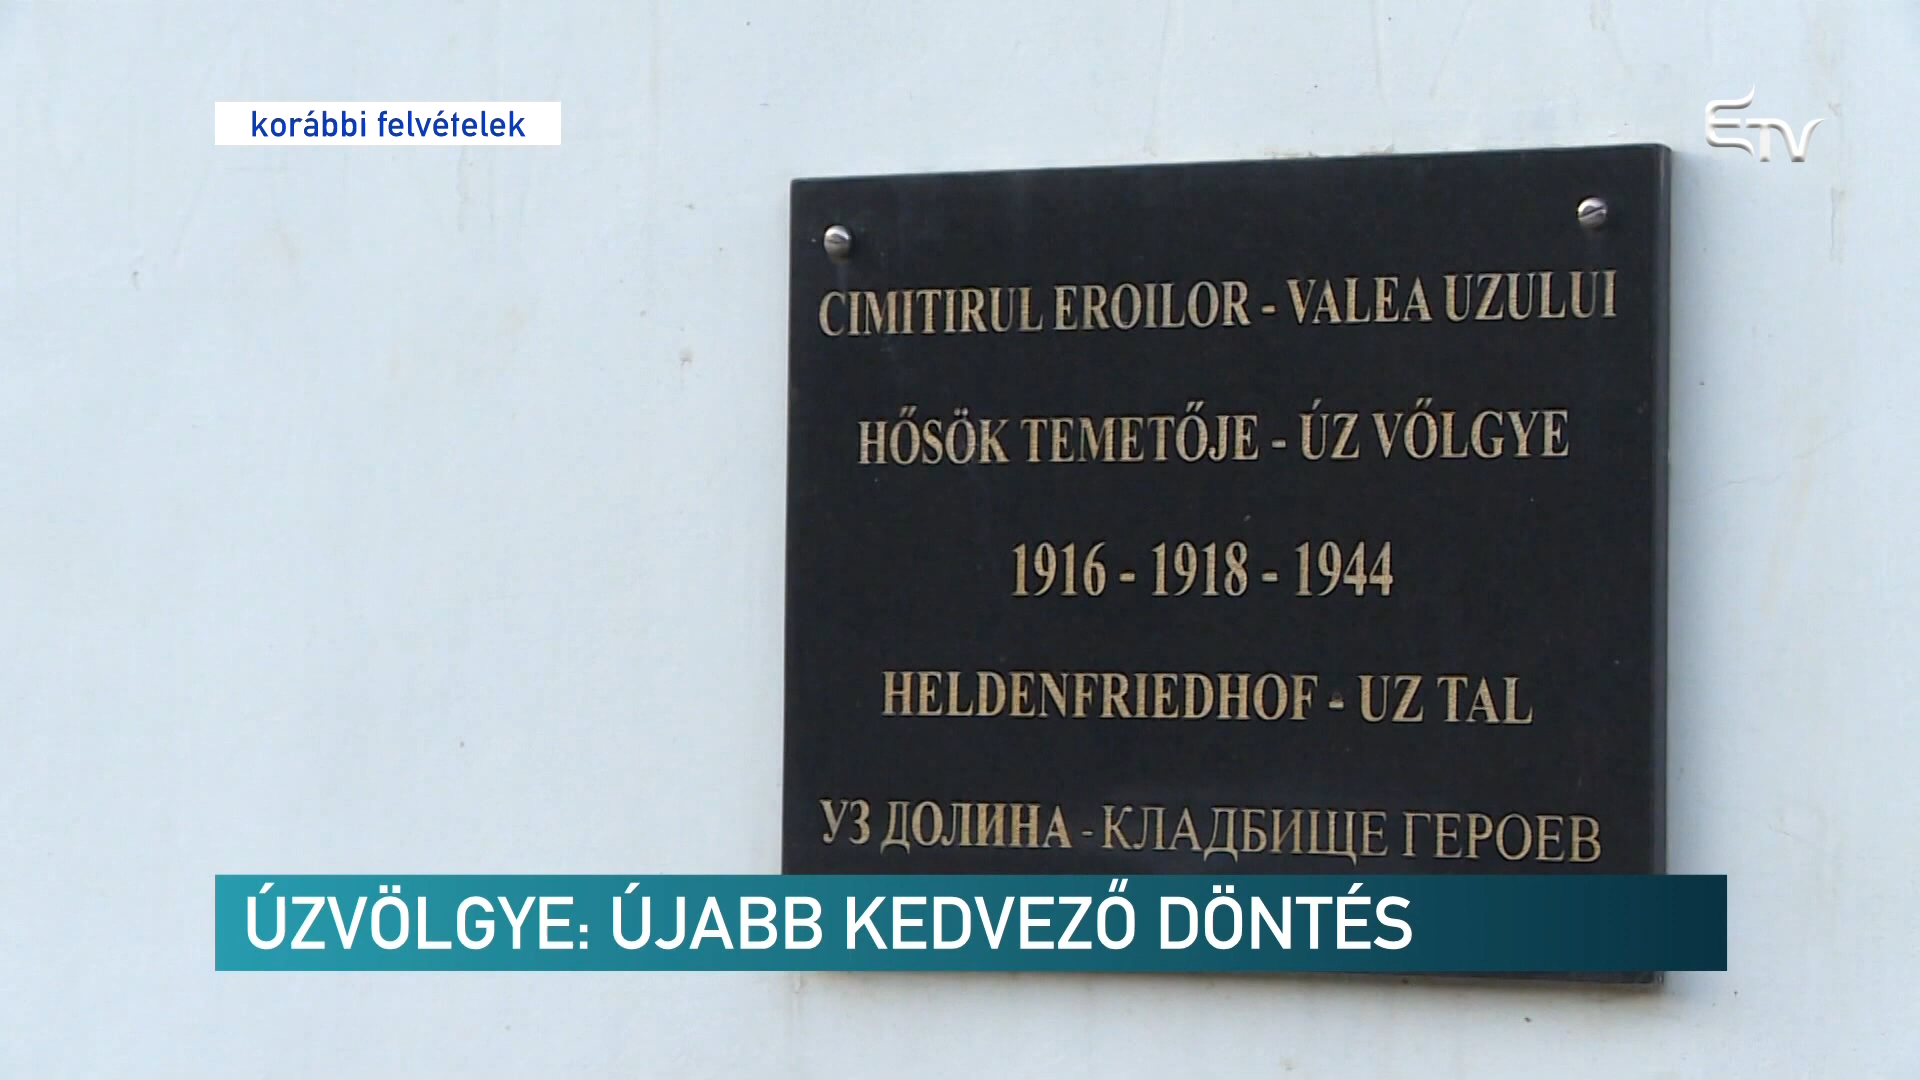 korábbi felvételek
ETV
CIMITIRUL EROILOR - VALEA UZULUI
HŐSÖK TEMETŐJE - ÚZ VŐLGYE
1916 - 1918 - 1944
HELDENFRIEDHOF - UZ TAL
УЗ ДОЛИНА - КЛАДБИЩЕ ГЕРОЕВ
ÚZVÖLGYE: ÚJABB KEDVEZŐ DÖNTÉS